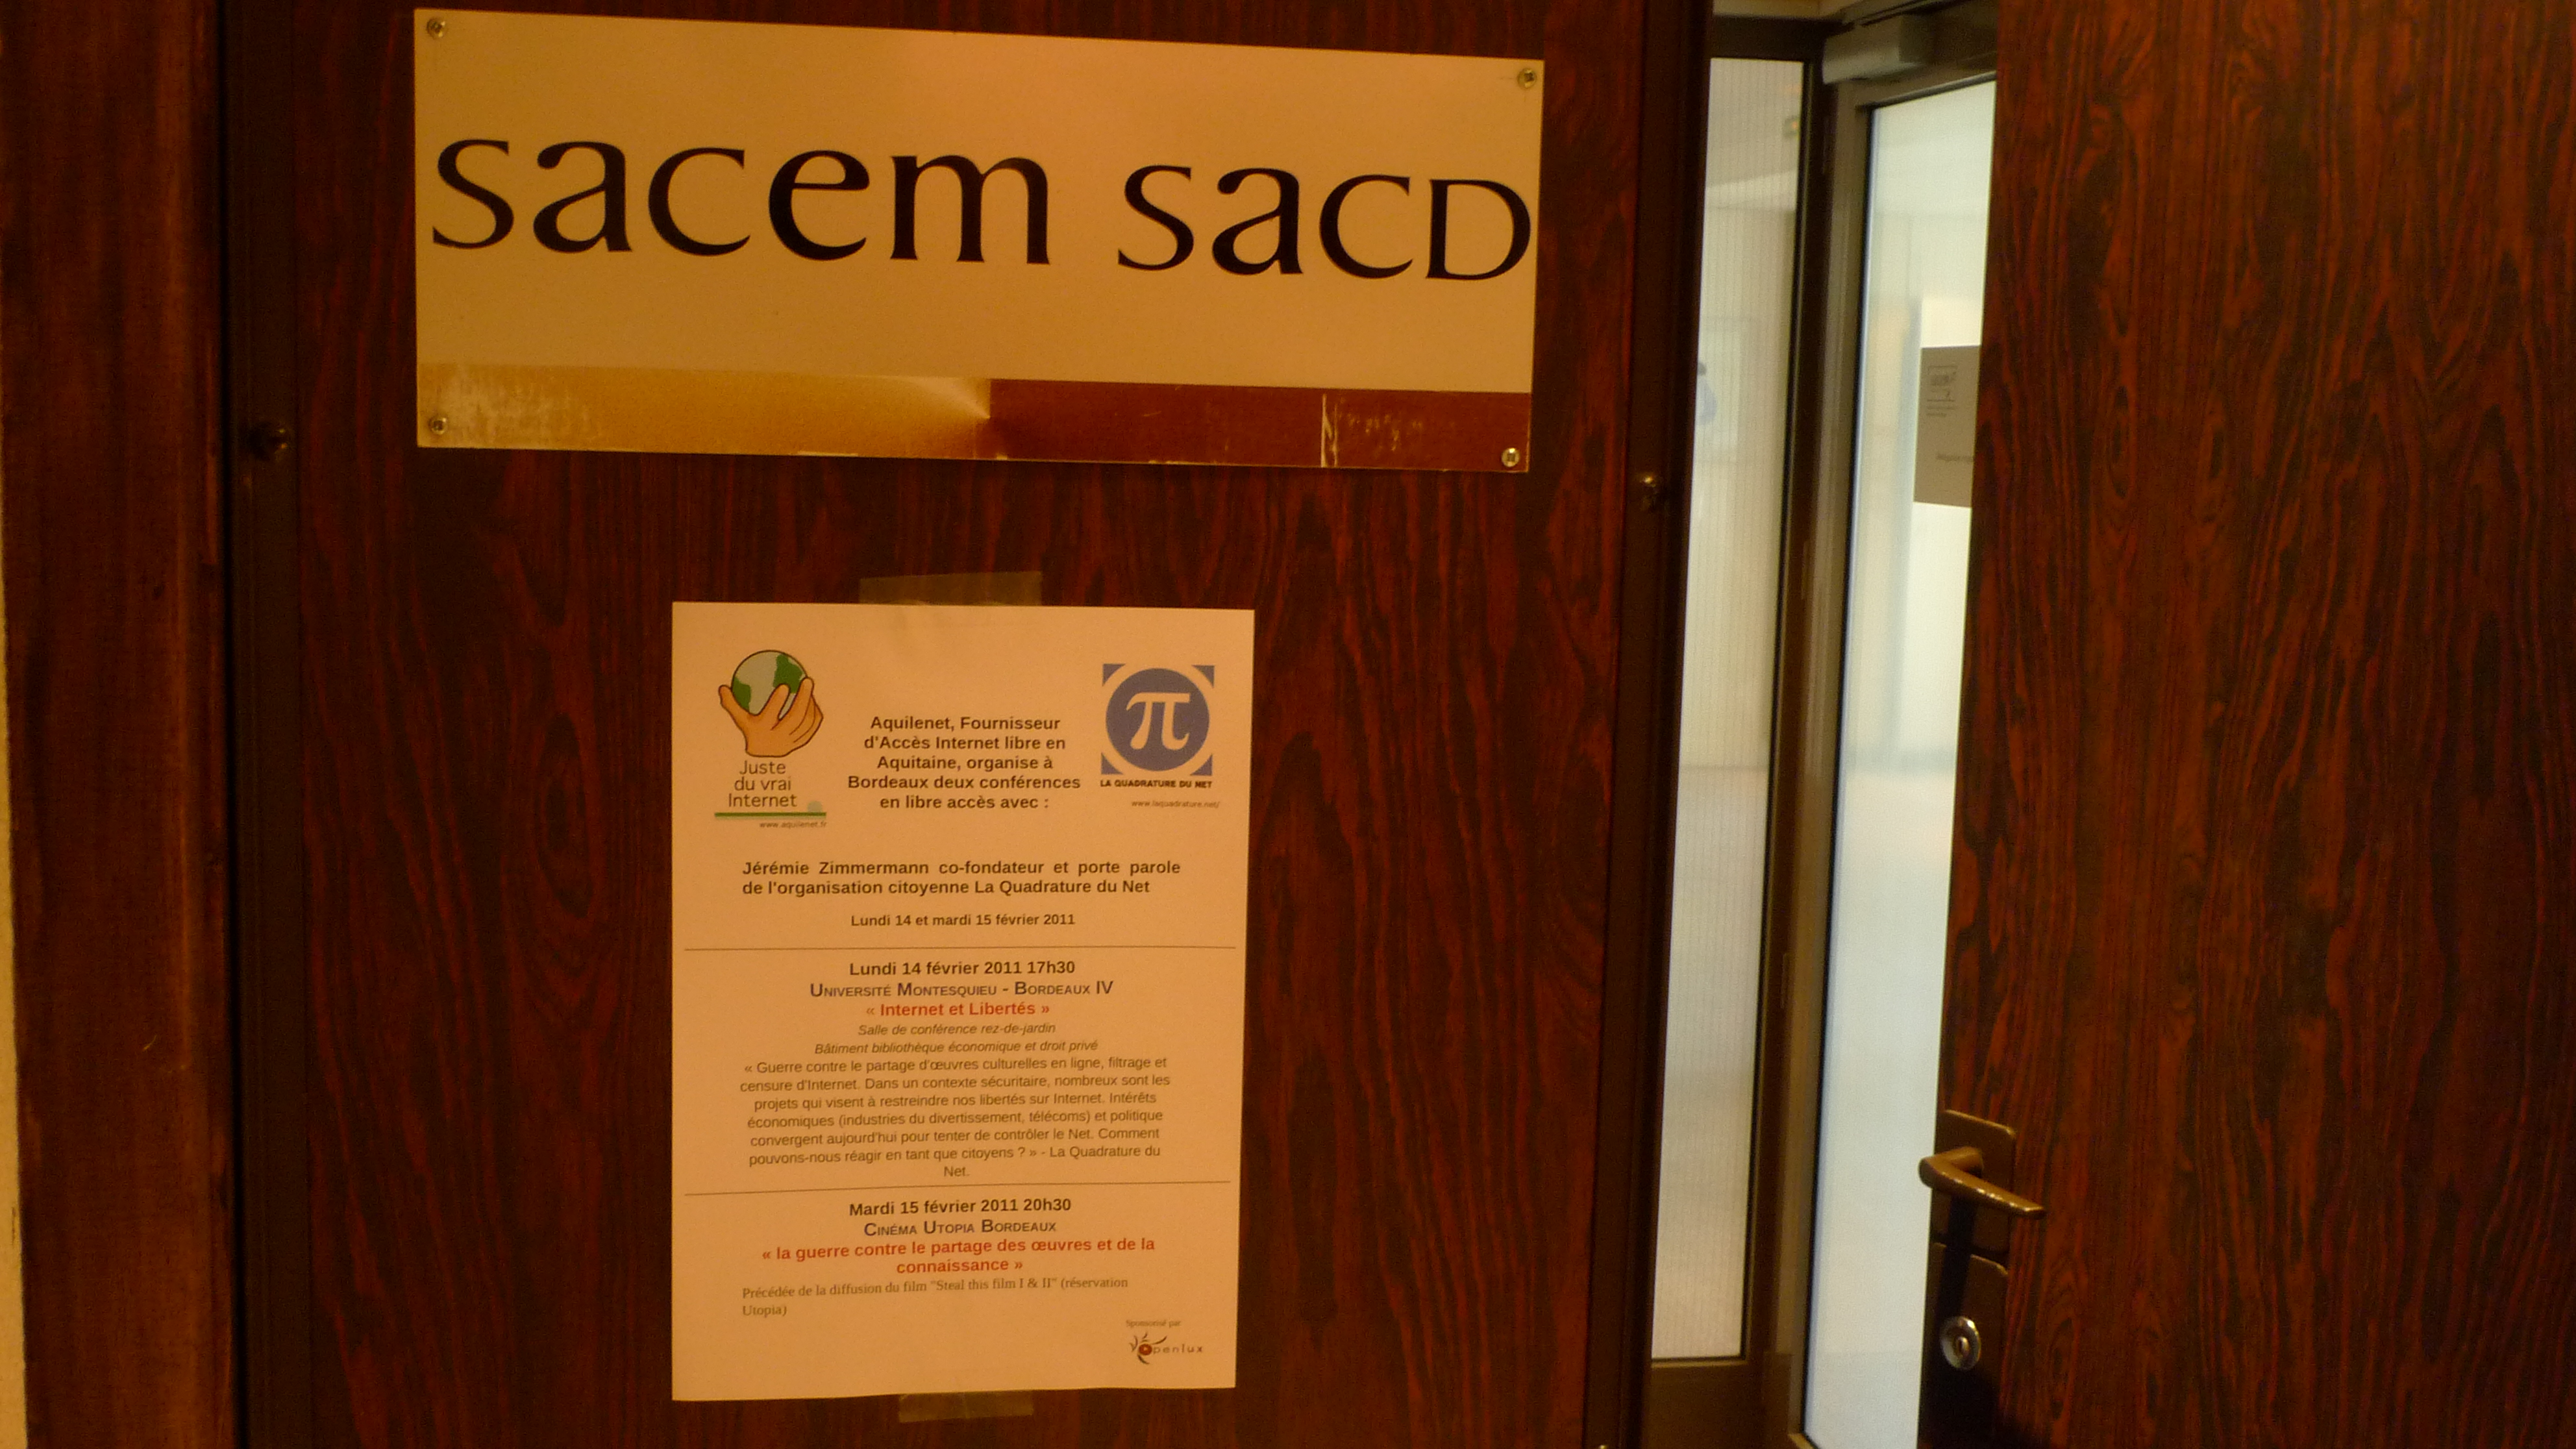 sacem sacD
Juste
du vrai
Internet
www.aquilenet.fr
Aquilenet, Fournisseur
d'Accès Internet libre en
Aquitaine, organise à
Bordeaux deux conférences
en libre accès avec :
π
LA QUADRATURE DU NET
www.laquadrature.net/
Jérémie Zimmermann co-fondateur et porte parole
de l'organisation citoyenne La Quadrature du Net
Lundi 14 et mardi 15 février 2011
Lundi 14 février 2011 17h30
Université Montesquieu - Bordeaux IV
« Internet et Libertés »
Salle de conférence rez-de-jardin
Bâtiment bibliothèque économique et droit privé
« Guerre contre le partage d'œuvres culturelles en ligne, filtrage et
censure d'Internet. Dans un contexte sécuritaire, nombreux sont les
projets qui visent à restreindre nos libertés sur Internet. Intérêts
économiques (industries du divertissement, télécoms) et politique
convergent aujourd'hui pour tenter de contrôler le Net. Comment
pouvons-nous réagir en tant que citoyens ? » - La Quadrature du
Net.
Mardi 15 février 2011 20h30
Cinéma Utopia Bordeaux
« la guerre contre le partage des œuvres et de la
connaissance »
Précédée de la diffusion du film "Steal this film I & II" (réservation
Utopia)
Sponsorisé par
Openlux